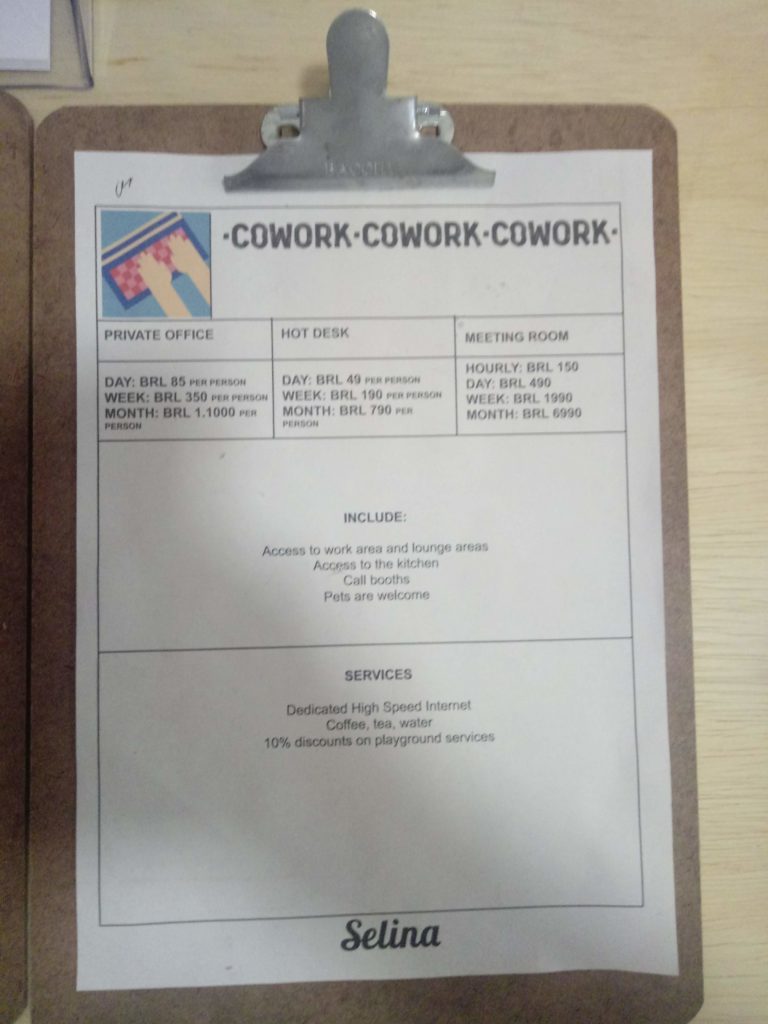 ·COWORK·COWORK·COWORK·
PRIVATE OFFICE
DAY: BRL 85 PER PERSON
WEEK: BRL 350 PER PERSON
MONTH: BRL 1.1000 PER
PERSON
HOT DESK
DAY: BRL 49 PER PERSON
WEEK: BRL 190 PER PERSON
MONTH: BRL 790 PER
PERSON
MEETING ROOM
HOURLY: BRL 150
DAY: BRL 490
WEEK: BRL 1990
MONTH: BRL 6990
INCLUDE:
Access to work area and lounge areas
Access to the kitchen
Call booths
Pets are welcome
SERVICES
Dedicated High Speed Internet
Coffee, tea, water
10% discounts on playground services
Selina